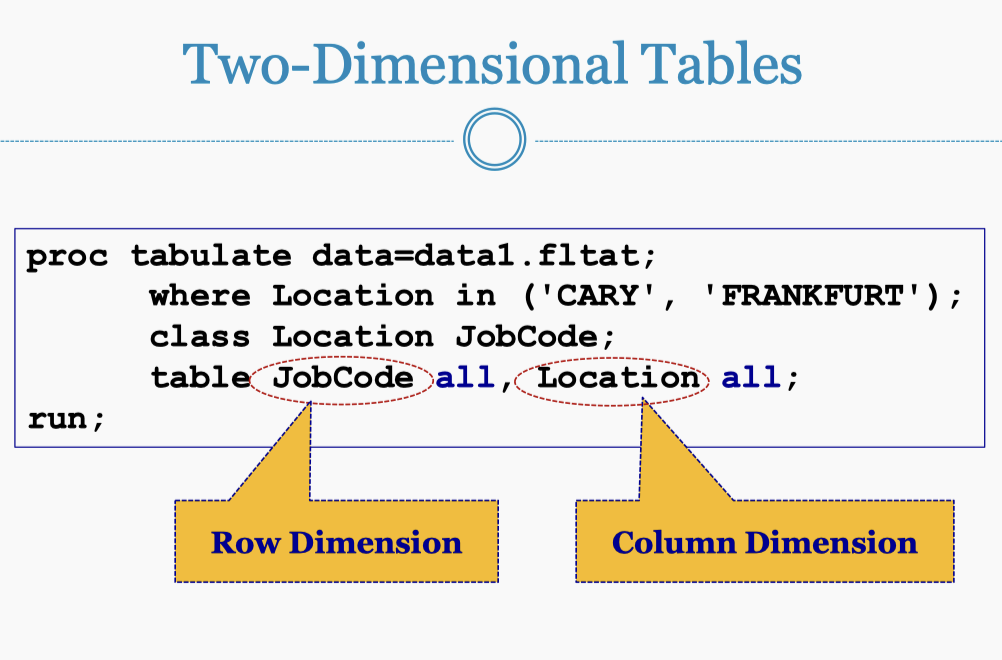 Two-Dimensional Tables
proc tabulate data=data1.fltat;
where Location in ('CARY', 'FRANKFURT');
class Location JobCode;
table JobCode all, Location all;
run;
Row Dimension
Column Dimension